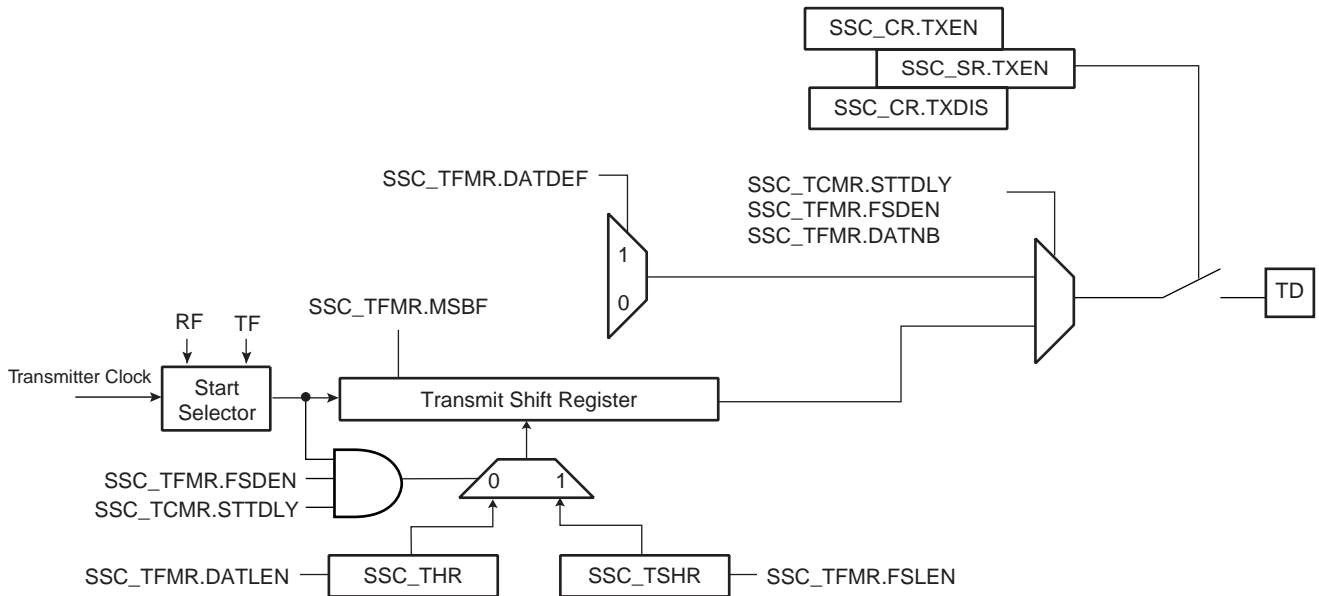 SSC_CR.TXEN
SSC_SR.TXEN
SSC_CR.TXDIS
SSC_TFMR.DATDEF
SSC_TCMR.STTDLY
SSC_TFMR.FSDEN
SSC_TFMR.DATNB
1
0
TD
SSC_TFMR.MSBF
RF TF
Transmitter Clock
Start
Selector
Transmit Shift Register
SSC_TFMR.FSDEN
SSC_TCMR.STTDLY
0 1
SSC_TFMR.DATLEN
SSC_THR
SSC_TSHR
SSC_TFMR.FSLEN